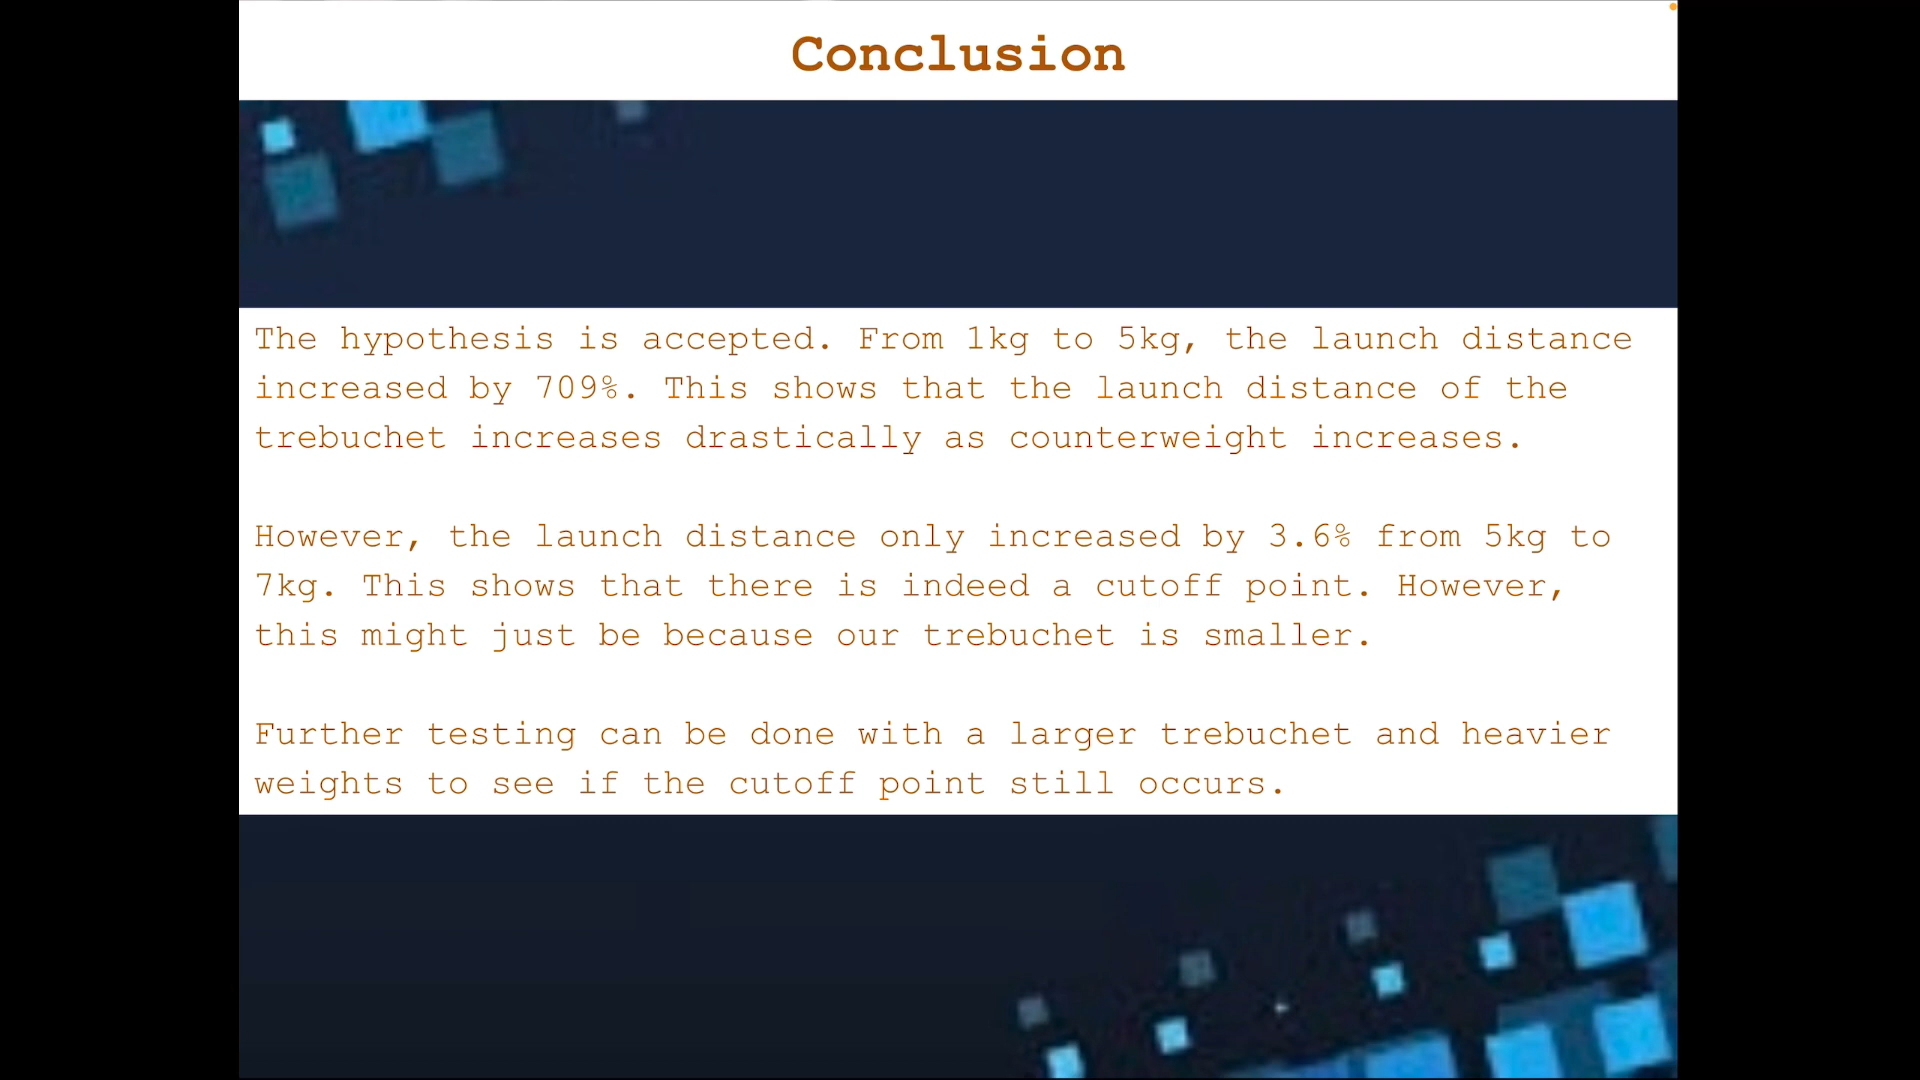 Conclusion
The hypothesis is accepted. From 1kg to 5kg, the launch distance
increased by 709%. This shows that the launch distance of the
trebuchet increases drastically as counterweight increases.
However, the launch distance only increased by 3.6% from 5kg to
7kg. This shows that there is indeed a cutoff point. However,
this might just be because our trebuchet is smaller.
Further testing can be done with a larger trebuchet and heavier
weights to see if the cutoff point still occurs.